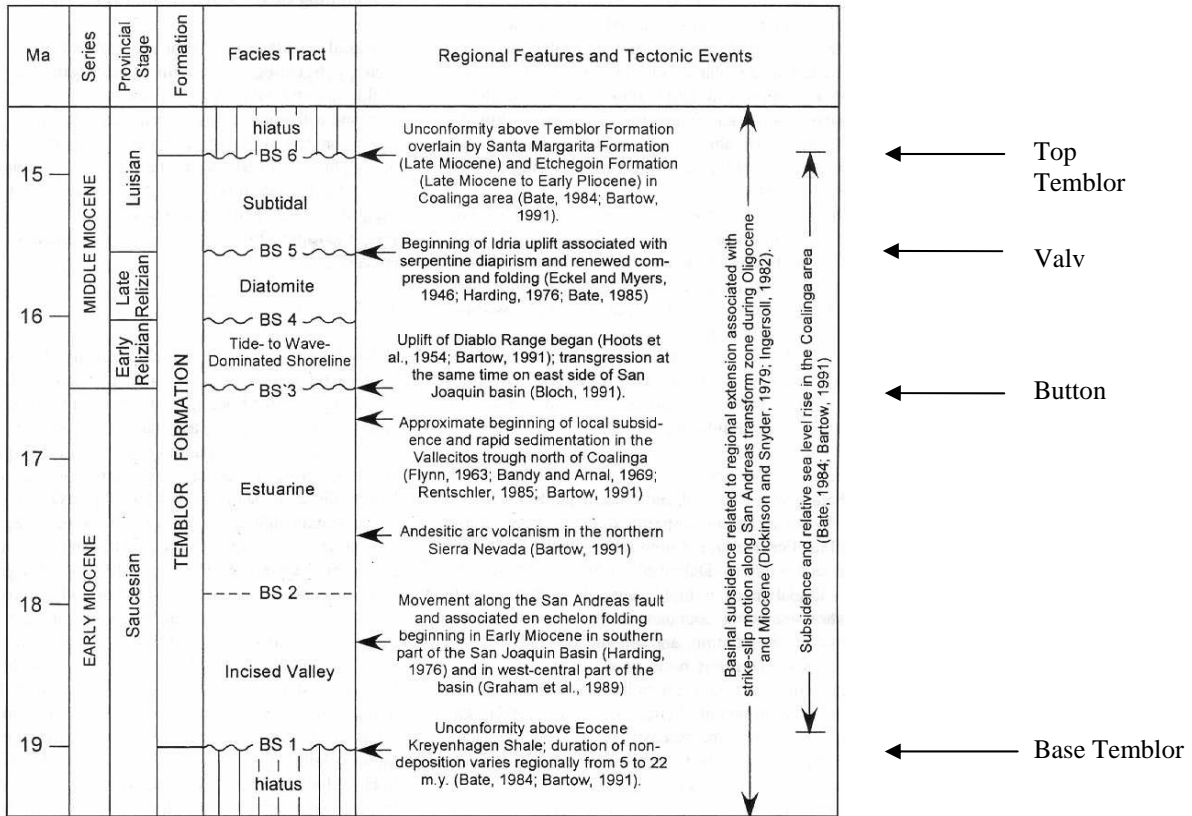 Ma
Series
Provincial
Stage
Formation
Facies Tract
Regional Features and Tectonic Events
15
16
17
18
19
MIDDLE MIOCENE
EARLY MIOCENE
Luisian
Late
Relizian
Early
Relizian
Saucesian
TEMBLOR FORMATION
hiatus
BS 6
Subtidal
BS 5
Diatomite
BS 4
Tide- to Wave-
Dominated Shoreline
BS 3
Estuarine
BS 2
Incised Valley
BS 1
hiatus
Unconformity above Temblor Formation
overlain by Santa Margarita Formation
(Late Miocene) and Etchegoin Formation
(Late Miocene to Early Pliocene) in
Coalinga area (Bate, 1984; Bartow,
1991).
Beginning of Idria uplift associated with
serpentine diapirism and renewed com-
pression and folding (Eckel and Myers,
1946; Harding, 1976; Bate, 1985)
Uplift of Diablo Range began (Hoots et
al., 1954; Bartow, 1991); transgression at
the same time on east side of San
Joaquin basin (Bloch, 1991).
Approximate beginning of local subsid-
ence and rapid sedimentation in the
Vallecitos trough north of Coalinga
(Flynn, 1963; Bandy and Arnal, 1969;
Rentschler, 1985; Bartow, 1991)
Andesitic arc volcanism in the northern
Sierra Nevada (Bartow, 1991)
Movement along the San Andreas fault
and associated en echelon folding
beginning in Early Miocene in southern
part of the San Joaquin Basin (Harding,
1976) and in west-central part of the
basin (Graham et al., 1989)
Unconformity above Eocene
Kreyenhagen Shale; duration of non-
deposition varies regionally from 5 to 22
m.y. (Bate, 1984; Bartow, 1991).
Basinal subsidence related to regional extension associated with
strike-slip motion along San Andreas transform zone during Oligocene
and Miocene (Dickinson and Snyder, 1979; Ingersoll, 1982).
Subsidence and relative sea level rise in the Coalinga area
(Bate, 1984; Bartow, 1991)
Top
Temblor
Valv
Button
Base Temblor